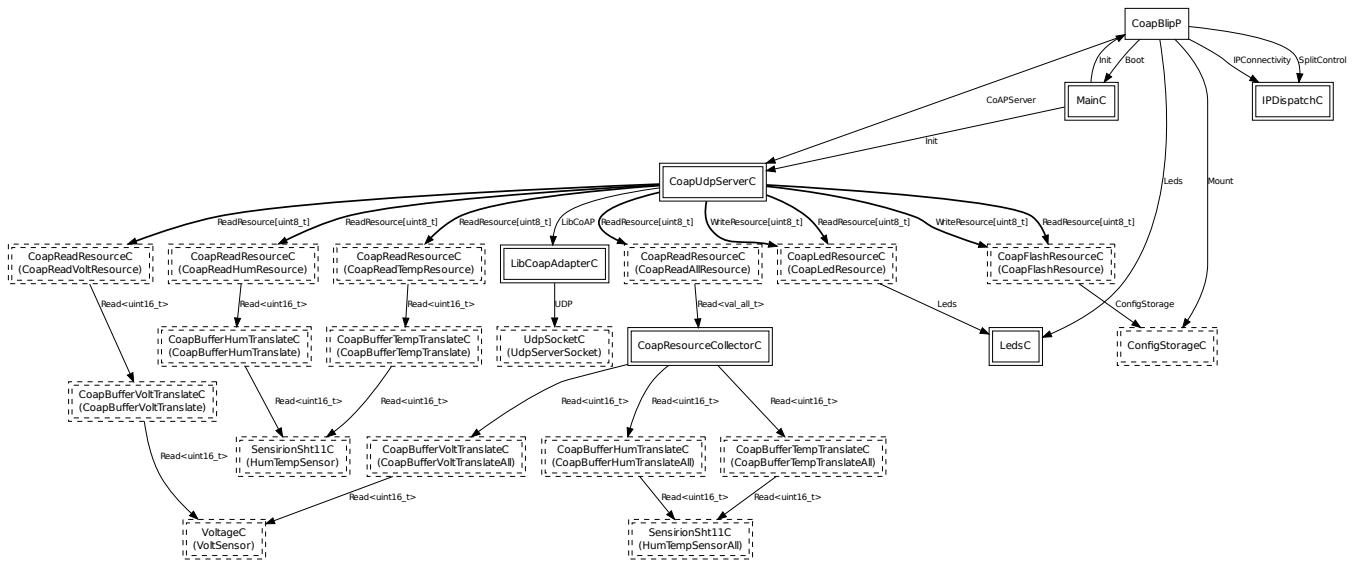 CoapBlipP
Init
Boot
IPConnectivity
SplitControl
CoAPServer
MainC
IPDispatchC
Init
CoapUdpServerC
Leds
Mount
ReadResource[uint8_t]
ReadResource[uint8_t]
ReadResource[uint8_t]
LibCoAP
ReadResource[uint8_t]
WriteResource[uint8_t]
ReadResource[uint8_t]
WriteResource[uint8_t]
ReadResource[uint8_t]
CoapReadResourceC
(CoapReadVoltResource)
CoapReadResourceC
(CoapReadHumResource)
CoapReadResourceC
(CoapReadTempResource)
LibCoapAdapterC
CoapReadResourceC
(CoapReadAllResource)
CoapLedResourceC
(CoapLedResource)
CoapFlashResourceC
(CoapFlashResource)
Read<uint16_t>
Read<uint16_t>
Read<uint16_t>
UDP
Read<val_all_t>
Leds
ConfigStorage
CoapBufferHumTranslateC
(CoapBufferHumTranslate)
CoapBufferTempTranslateC
(CoapBufferTempTranslate)
UdpSocketC
(UdpServerSocket)
CoapResourceCollectorC
LedsC
ConfigStorageC
CoapBufferVoltTranslateC
(CoapBufferVoltTranslate)
Read<uint16_t>
Read<uint16_t>
Read<uint16_t>
Read<uint16_t>
Read<uint16_t>
Read<uint16_t>
SensirionSht11C
(HumTempSensor)
CoapBufferVoltTranslateC
(CoapBufferVoltTranslateAll)
CoapBufferHumTranslateC
(CoapBufferHumTranslateAll)
CoapBufferTempTranslateC
(CoapBufferTempTranslateAll)
Read<uint16_t>
Read<uint16_t>
Read<uint16_t>
VoltageC
(VoltSensor)
SensirionSht11C
(HumTempSensorAll)